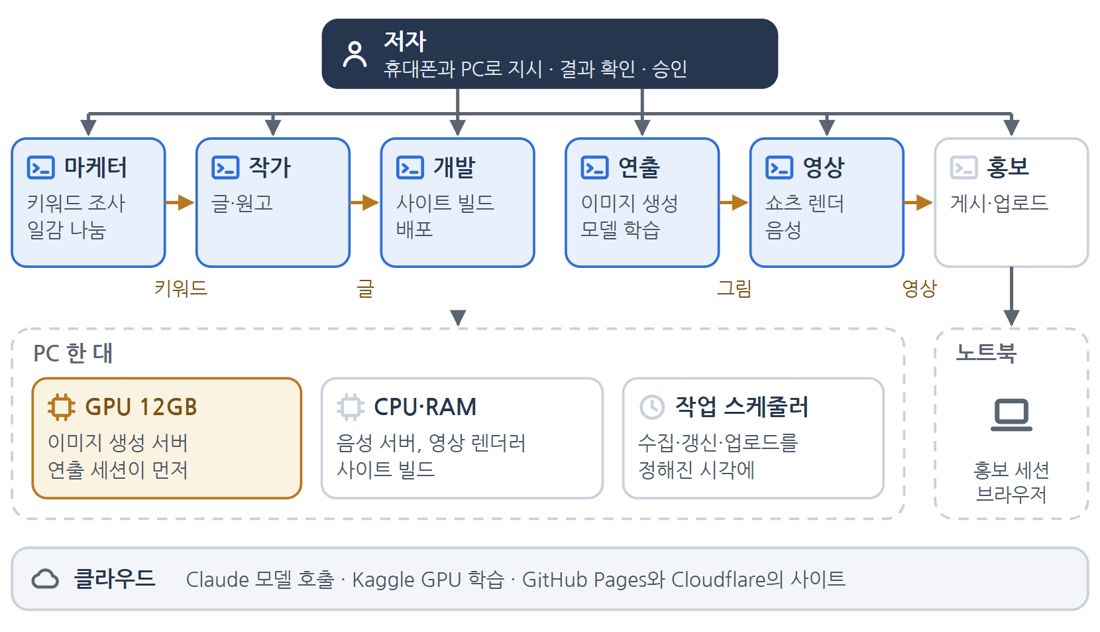 저자
휴대폰과 PC로 지시 · 결과 확인 · 승인
마케터
키워드 조사
일감 나눔
작가
글·원고
개발
사이트 빌드
배포
연출
이미지 생성
모델 학습
영상
쇼츠 렌더
음성
홍보
게시·업로드
키워드
글
그림
영상
PC 한 대
GPU 12GB
이미지 생성 서버
연출 세션이 먼저
CPU·RAM
음성 서버, 영상 렌더러
사이트 빌드
작업 스케줄러
수집·갱신·업로드를
정해진 시각에
노트북
홍보 세션
브라우저
클라우드
Claude 모델 호출 · Kaggle GPU 학습 · GitHub Pages와 Cloudflare의 사이트